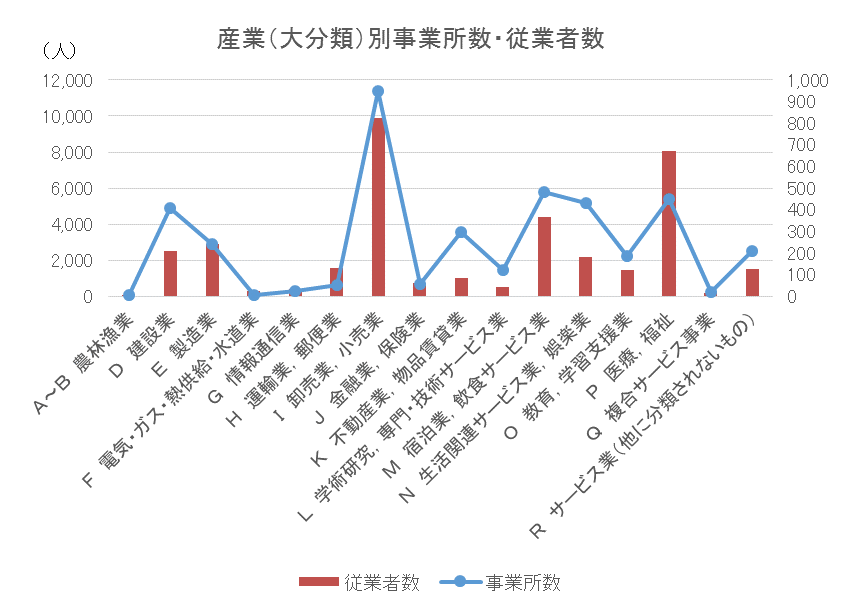 産業(大分類)別事業所数・従業者数
(人)
12,000
10,000
8,000
6,000
4,000
2,000
0
1,000
900
800
700
600
500
400
300
200
100
0
A～B 農林漁業
D 建設業
E 製造業
F 電気・ガス・熱供給・水道業
G 情報通信業
H 運輸業, 郵便業
I 卸売業, 小売業
J 金融業, 保険業
K 不動産業, 物品賃貸業
L 学術研究, 専門・技術サービス業
M 宿泊業, 飲食サービス業
N 生活関連サービス業, 娯楽業
O 教育, 学習支援業
P 医療, 福祉
Q 複合サービス事業
R サービス業(他に分類されないもの)
従業者数
事業所数